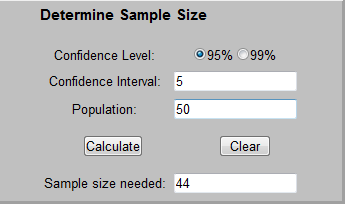 Determine Sample Size
Confidence Level: 95% 99%
Confidence Interval: 5
Population: 50
Calculate Clear
Sample size needed: 44